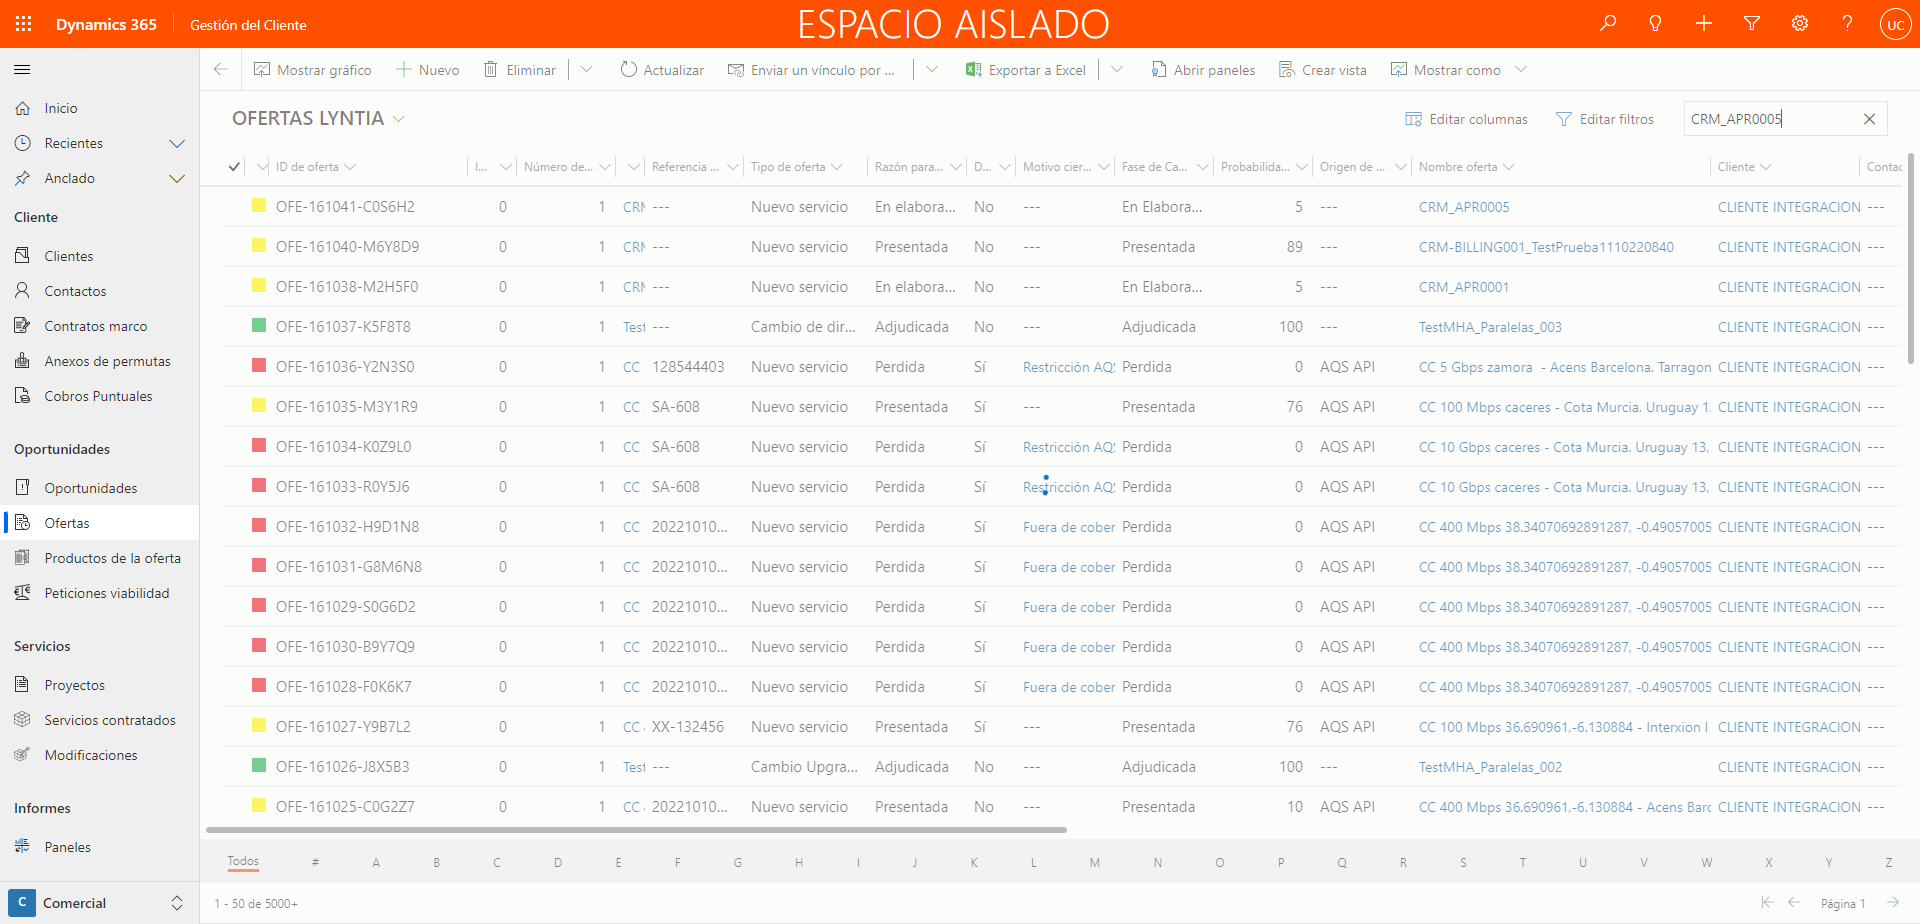 Dynamics 365
Gestión del Cliente
ESPACIO AISLADO
UC
Mostrar gráfico
Nuevo
Eliminar
Actualizar
Enviar un vínculo por ...
Exportar a Excel
Abrir paneles
Crear vista
Mostrar como
Inicio
Recientes
Anclado
Cliente
Clientes
Contactos
Contratos marco
Anexos de permutas
Cobros Puntuales
Oportunidades
Oportunidades
Ofertas
Productos de la oferta
Peticiones viabilidad
Servicios
Proyectos
Servicios contratados
Modificaciones
Informes
Paneles
C Comercial
OFERTAS LYNTIA
Editar columnas
Editar filtros
CRM_APR0005
ID de oferta I... Número de... Referencia ... Tipo de oferta Razón para... D... Motivo cier... Fase de Ca... Probabilida... Origen de ... Nombre oferta Cliente Contac
OFE-161041-C0S6H2 0 1 CRM --- Nuevo servicio En elabora... No --- En Elabora... 5 --- CRM_APR0005 CLIENTE INTEGRACION ---
OFE-161040-M6Y8D9 0 1 CRM --- Nuevo servicio Presentada No --- Presentada 89 --- CRM-BILLING001_TestPrueba1110220840 CLIENTE INTEGRACION ---
OFE-161038-M2H5F0 0 1 CRM --- Nuevo servicio En elabora... No --- En Elabora... 5 --- CRM_APR0001 CLIENTE INTEGRACION ---
OFE-161037-K5F8T8 0 1 Test --- Cambio de dir... Adjudicada No --- Adjudicada 100 --- TestMHA_Paralelas_003 CLIENTE INTEGRACION ---
OFE-161036-Y2N3S0 0 1 CC 128544403 Nuevo servicio Perdida Sí Restricción AQS Perdida 0 AQS API CC 5 Gbps zamora - Acens Barcelona. Tarragon CLIENTE INTEGRACION ---
OFE-161035-M3Y1R9 0 1 CC SA-608 Nuevo servicio Presentada Sí --- Presentada 76 AQS API CC 100 Mbps caceres - Cota Murcia. Uruguay 1 CLIENTE INTEGRACION ---
OFE-161034-K0Z9L0 0 1 CC SA-608 Nuevo servicio Perdida Sí Restricción AQS Perdida 0 AQS API CC 10 Gbps caceres - Cota Murcia. Uruguay 13, CLIENTE INTEGRACION ---
OFE-161033-R0Y5J6 0 1 CC SA-608 Nuevo servicio Perdida Sí Restricción AQS Perdida 0 AQS API CC 10 Gbps caceres - Cota Murcia. Uruguay 13, CLIENTE INTEGRACION ---
OFE-161032-H9D1N8 0 1 CC 20221010... Nuevo servicio Perdida Sí Fuera de cober Perdida 0 AQS API CC 400 Mbps 38.34070692891287, -0.49057005 CLIENTE INTEGRACION ---
OFE-161031-G8M6N8 0 1 CC 20221010... Nuevo servicio Perdida Sí Fuera de cober Perdida 0 AQS API CC 400 Mbps 38.34070692891287, -0.49057005 CLIENTE INTEGRACION ---
OFE-161029-S0G6D2 0 1 CC 20221010... Nuevo servicio Perdida Sí Fuera de cober Perdida 0 AQS API CC 400 Mbps 38.34070692891287, -0.49057005 CLIENTE INTEGRACION ---
OFE-161030-B9Y7Q9 0 1 CC 20221010... Nuevo servicio Perdida Sí Fuera de cober Perdida 0 AQS API CC 400 Mbps 38.34070692891287, -0.49057005 CLIENTE INTEGRACION ---
OFE-161028-F0K6K7 0 1 CC 20221010... Nuevo servicio Perdida Sí Fuera de cober Perdida 0 AQS API CC 400 Mbps 38.34070692891287, -0.49057005 CLIENTE INTEGRACION ---
OFE-161027-Y9B7L2 0 1 CC XX-132456 Nuevo servicio Presentada Sí --- Presentada 76 AQS API CC 100 Mbps 36.690961,-6.130884 - Interxion I CLIENTE INTEGRACION ---
OFE-161026-J8X5B3 0 1 Test --- Cambio Upgra... Adjudicada No --- Adjudicada 100 --- TestMHA_Paralelas_002 CLIENTE INTEGRACION ---
OFE-161025-C0G2Z7 0 1 CC 20221010... Nuevo servicio Presentada No --- Presentada 10 AQS API CC 400 Mbps 36.690961,-6.130884 - Acens Barc CLIENTE INTEGRACION ---
Todos # A B C D E F G H I J K L M N O P Q R S T U V W X Y Z
1 - 50 de 5000+
Página 1